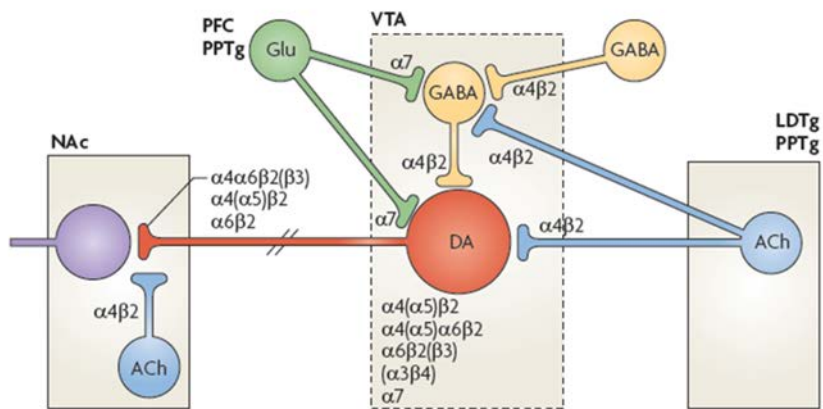 PFC
PPTg
Glu
α7
VTA
GABA
α4β2
GABA
α4β2
α4β2
LDTg
PPTg
NAc
α4α6β2(β3)
α4(α5)β2
α6β2
α7
DA
α4β2
ACh
α4β2
ACh
α4(α5)β2
α4(α5)α6β2
α6β2(β3)
(α3β4)
α7